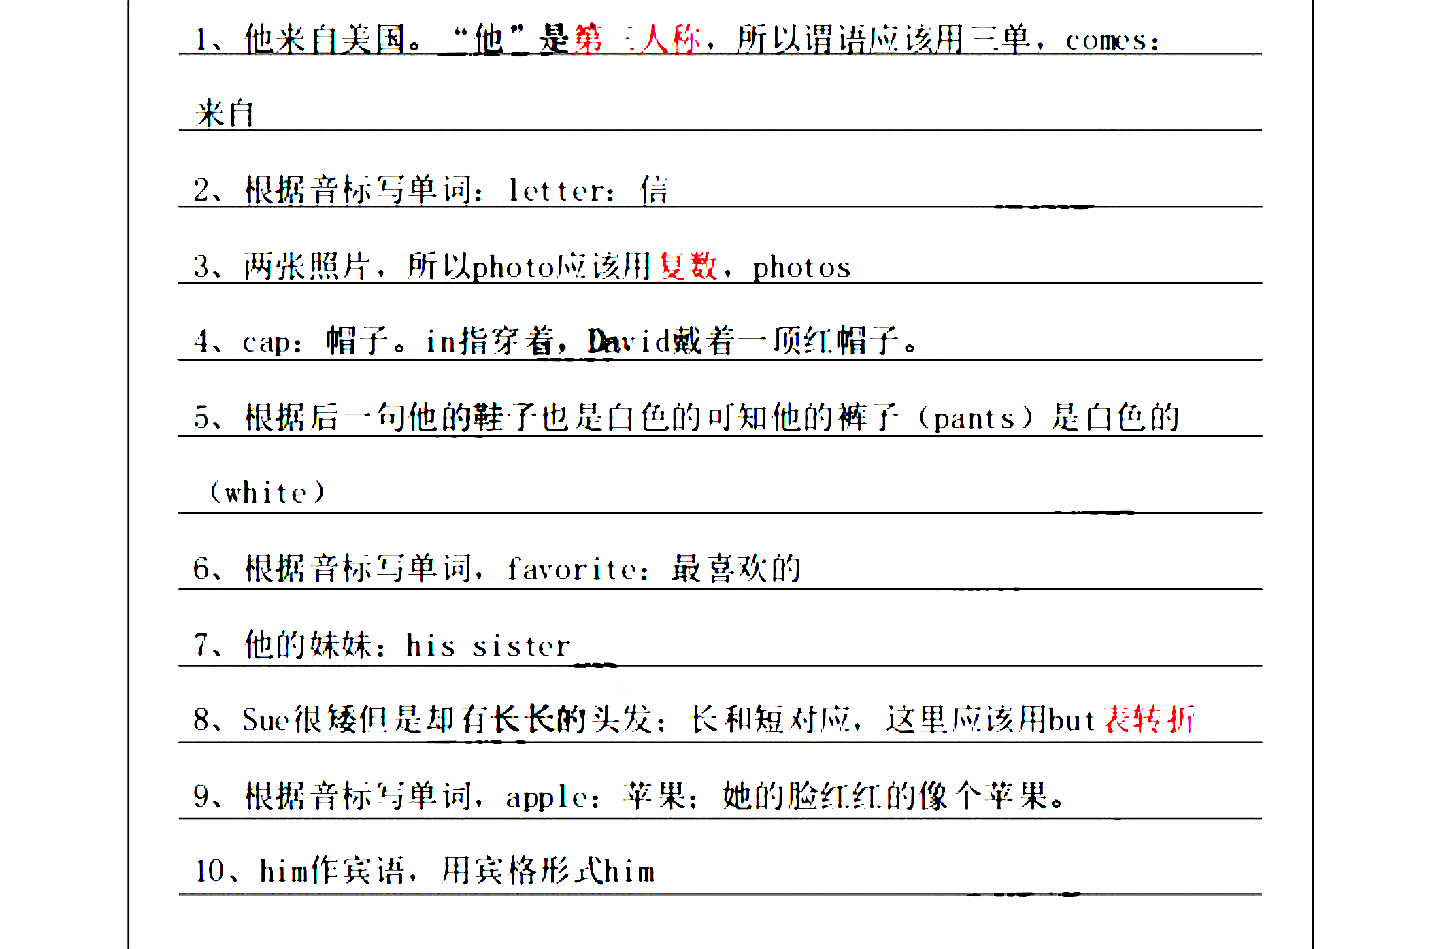 1、他来自美国。“他”是第三人称，所以谓语应该用三单，comes：
来自
2、根据音标写单词：letter：信
3、两张照片，所以photo应该用复数，photos
4、cap：帽子。in指穿着，David戴着一顶红帽子。
5、根据后一句他的鞋子也是白色的可知他的裤子（pants）是白色的
（white）
6、根据音标写单词，favorite：最喜欢的
7、他的妹妹：his sister
8、Sue很矮但是却有长长的头发；长和短对应，这里应该用but表转折
9、根据音标写单词，apple：苹果；她的脸红红的像个苹果。
10、him作宾语，用宾格形式him